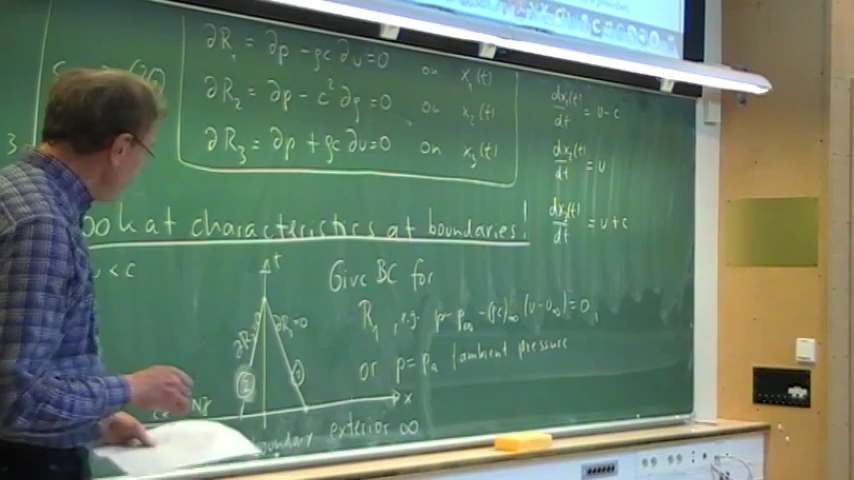 ∂R₁ = ∂p − ρc ∂u = 0 on x₁(t)
∂R₂ = ∂p − c² ∂ρ = 0 on x₂(t)
∂R₃ = ∂p + ρc ∂u = 0 on x₃(t)
dx₁(t)/dt = u − c
dx₂(t)/dt = u
dx₃(t)/dt = u + c
3
ook at characteristics at boundaries!
u < c
t
Give BC for
R₁, e.g. p − p∞ − (ρc)∞ (u − u∞) = 0,
or p = pₐ (ambient pressure
∂R₁=0
2
1
x
boundary exterior ∞